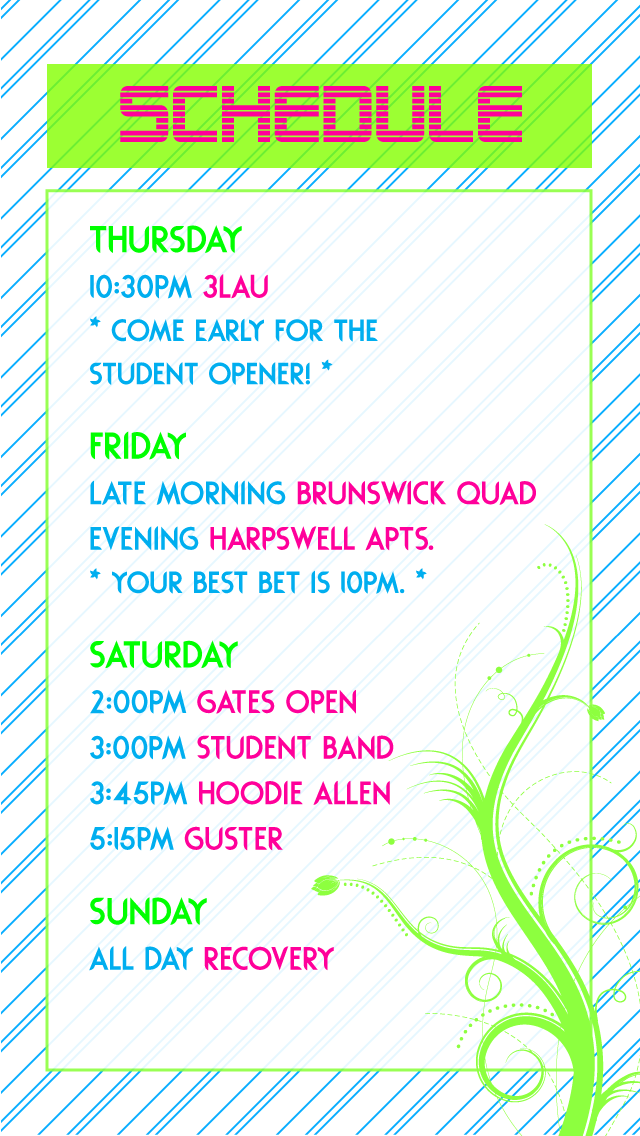 SCHEDULE
THURSDAY
10:30PM 3LAU
* COME EARLY FOR THE
STUDENT OPENER! *
FRIDAY
LATE MORNING BRUNSWICK QUAD
EVENING HARPSWELL APTS.
* YOUR BEST BET IS 10PM. *
SATURDAY
2:00PM GATES OPEN
3:00PM STUDENT BAND
3:45PM HOODIE ALLEN
5:15PM GUSTER
SUNDAY
ALL DAY RECOVERY